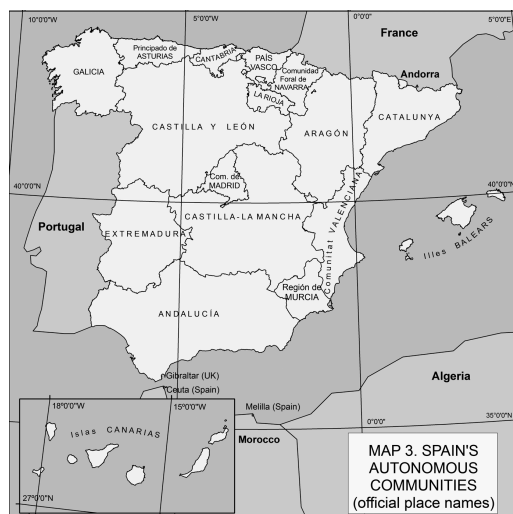 10°0'0"W
5°0'0"W
0°0'0"
5°0'0"E
France
Principado de
ASTURIAS
CANTABRIA
PAÍS
VASCO
Comunidad
Foral de
NAVARRA
Andorra
GALICIA
LA RIOJA
CASTILLA Y LEÓN
ARAGÓN
CATALUNYA
Com. de
MADRID
40°0'0"N
40°0'0"N
Portugal
CASTILLA-LA MANCHA
EXTREMADURA
Comunitat VALENCIANA
Illes BALEARS
Región de
MURCIA
ANDALUCÍA
Gibraltar (UK)
Ceuta (Spain)
Algeria
18°0'0"W
15°0'0"W
Melilla (Spain)
0°0'0"
35°0'0"N
Islas CANARIAS
Morocco
27°0'0"N
MAP 3. SPAIN'S
AUTONOMOUS
COMMUNITIES
(official place names)